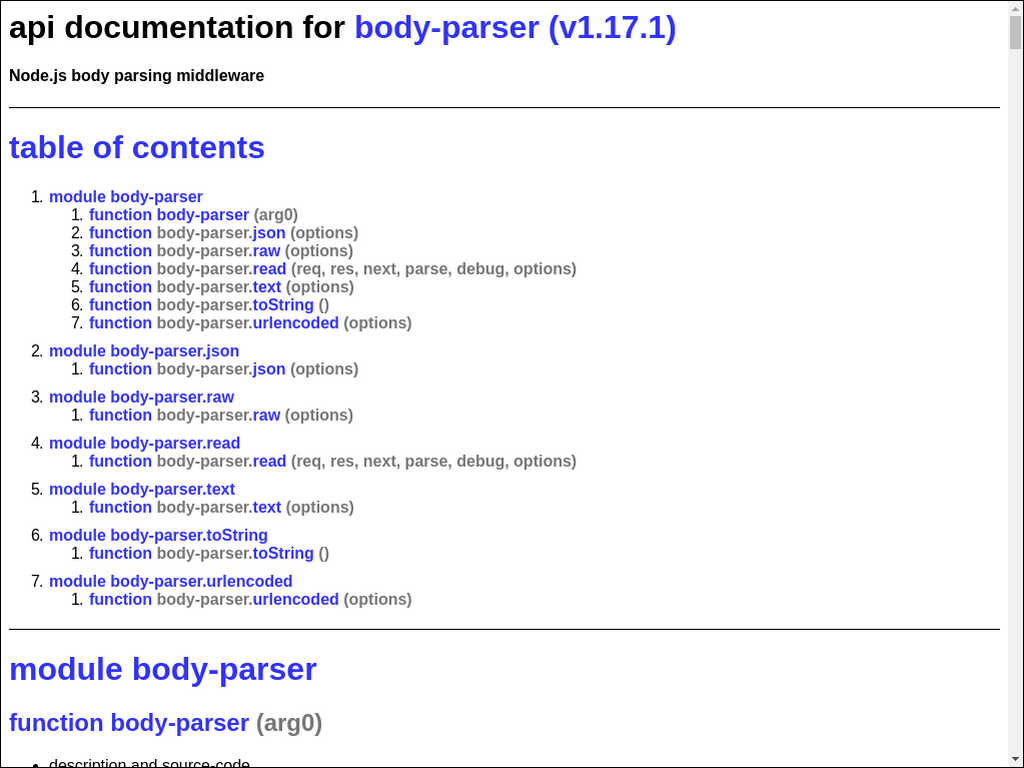 api documentation for body-parser (v1.17.1)
Node.js body parsing middleware
table of contents
1. module body-parser
1. function body-parser (arg0)
2. function body-parser.json (options)
3. function body-parser.raw (options)
4. function body-parser.read (req, res, next, parse, debug, options)
5. function body-parser.text (options)
6. function body-parser.toString ()
7. function body-parser.urlencoded (options)
2. module body-parser.json
1. function body-parser.json (options)
3. module body-parser.raw
1. function body-parser.raw (options)
4. module body-parser.read
1. function body-parser.read (req, res, next, parse, debug, options)
5. module body-parser.text
1. function body-parser.text (options)
6. module body-parser.toString
1. function body-parser.toString ()
7. module body-parser.urlencoded
1. function body-parser.urlencoded (options)
module body-parser
function body-parser (arg0)
• description and source-code